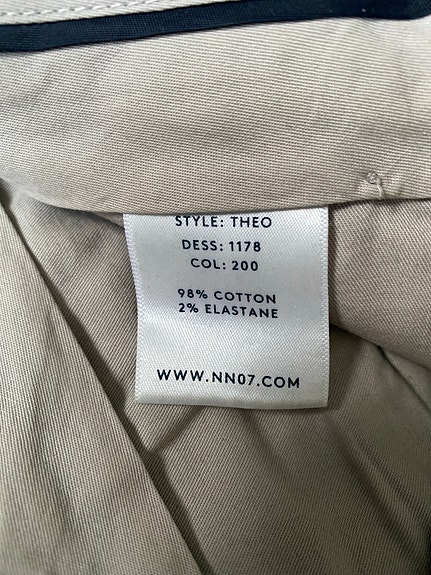 STYLE: THEO
DESS: 1178
COL: 200
98% COTTON
2% ELASTANE
WWW.NN07.COM